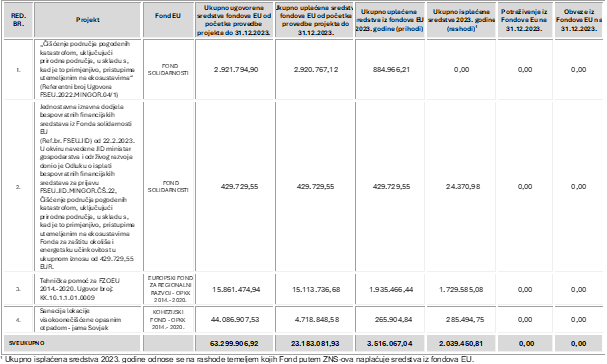 RED. BR.
Projekt
Fond EU
Ukupno ugovorena sredstva fondova EU od početka provedbe projekta do 31.12.2023.
Ukupno uplaćena sredstva fondova EU od početka provedbe projekta do 31.12.2023.
Ukupno uplaćena sredstva iz fondova EU 2023. godine (prihodi)
Ukupno isplaćena sredstva 2023. godine (rashodi)¹
Potraživanje iz Fondova EU na 31.12.2023.
Obveze iz Fondova EU na 31.12.2023.
1.
„Čišćenje područja pogođenih
katastrofom, uključujući
prirodna područja, u skladu s,
kad je to primjenjivo, pristupima
utemeljenim na ekosustavima"
(Referentni broj Ugovora
FSEU.2022.MINGOR.04/1)
FOND SOLIDARNOSTI
2.921.794,90
2.920.767,12
884.966,21
0,00
0,00
0,00
2.
Jednostavna izravna dodjela
bespovratnih financijskih
sredstava iz Fonda solidarnosti
EU
(Ref.br. FSEU.JID) od 22.2.2023.
U okviru navedene JID ministar
gospodarstva i održivog razvoja
donio je Odluku o isplati
bespovratnih financijskih
sredstava za prijavu
FSEU.JID.MINGOR.ČŠ.22,
Čišćenje područja pogođenih
katastrofom, uključujući
prirodna područja, u skladu s,
kad je to primjenjivo, pristupima
utemeljenim na ekosustavima
Fonda za zaštitu okoliša i
energetsku učinkovitost u
ukupnom iznosu od 429.729,55
EUR.
FOND SOLIDARNOSTI
429.729,55
429.729,55
429.729,55
24.370,98
0,00
0,00
3.
Tehnička pomoć za FZOEU
2014.-2020. Ugovor broj:
KK.10.1.1.01.0009
EUROPSKI FOND
ZA REGIONALNI
RAZVOJ - OPKK
2014. - 2020.
15.861.474,94
15.113.736,68
1.935.466,44
1.729.585,08
0,00
0,00
4.
Sanacija lokacije
visokoonečišćene opasnim
otpadom - jama Sovjak
KOHEZIJSKI
FOND - OPKK
2014. - 2020.
44.086.907,53
4.718.848,58
265.904,84
285.494,75
0,00
0,00
SVEUKUPNO
63.299.906,92
23.183.081,93
3.516.067,04
2.039.450,81
0,00
0,00
¹ Ukupno isplaćena sredstva 2023. godine odnose se na rashode temeljem kojih Fond putem ZNS-ova naplaćuje sredstva iz fondova EU.